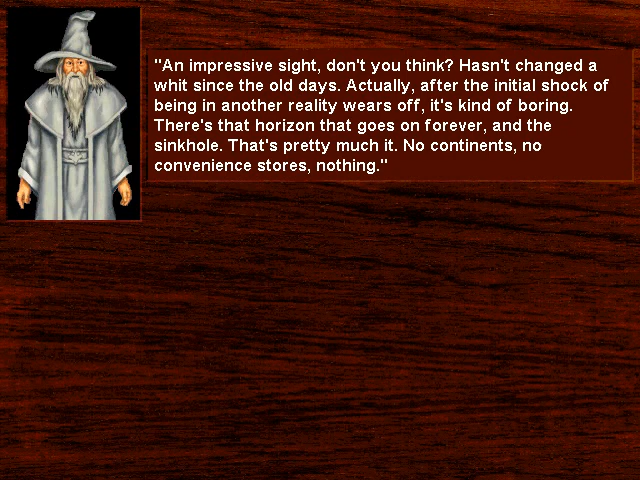 "An impressive sight, don't you think? Hasn't changed a
whit since the old days. Actually, after the initial shock of
being in another reality wears off, it's kind of boring.
There's that horizon that goes on forever, and the
sinkhole. That's pretty much it. No continents, no
convenience stores, nothing."